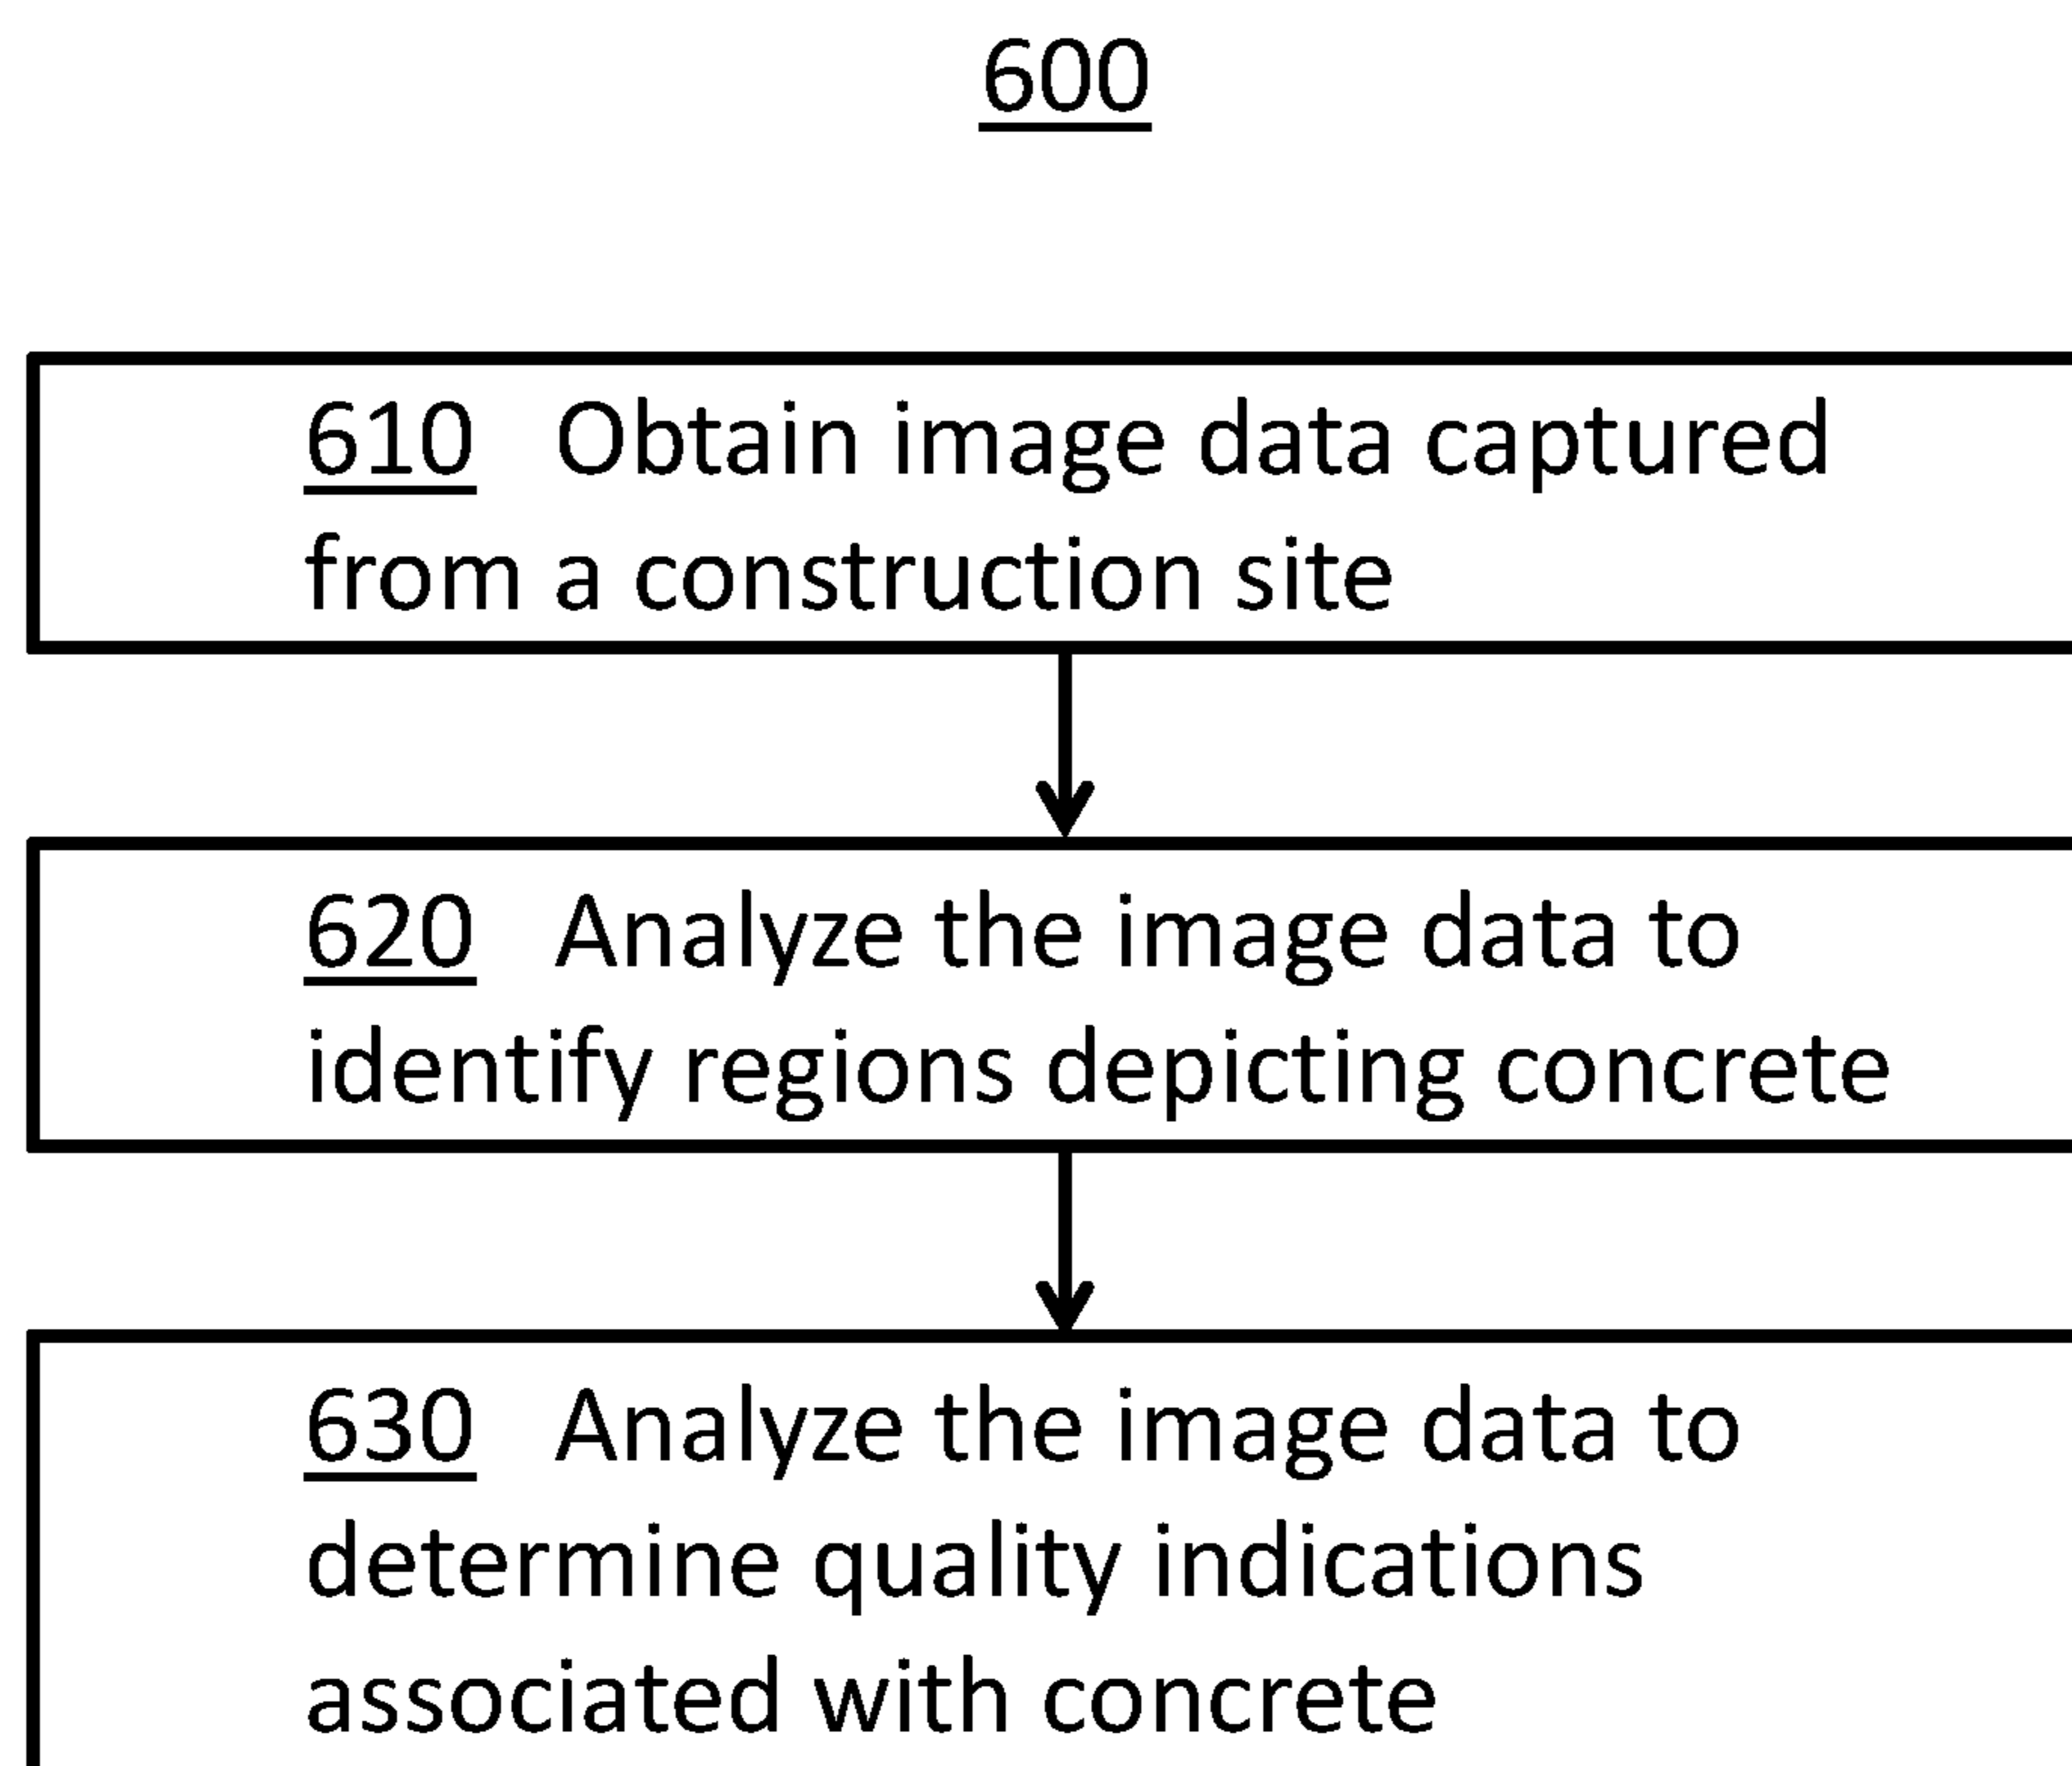 600
610 Obtain image data captured
from a construction site
620 Analyze the image data to
identify regions depicting concrete
630 Analyze the image data to
determine quality indications
associated with concrete